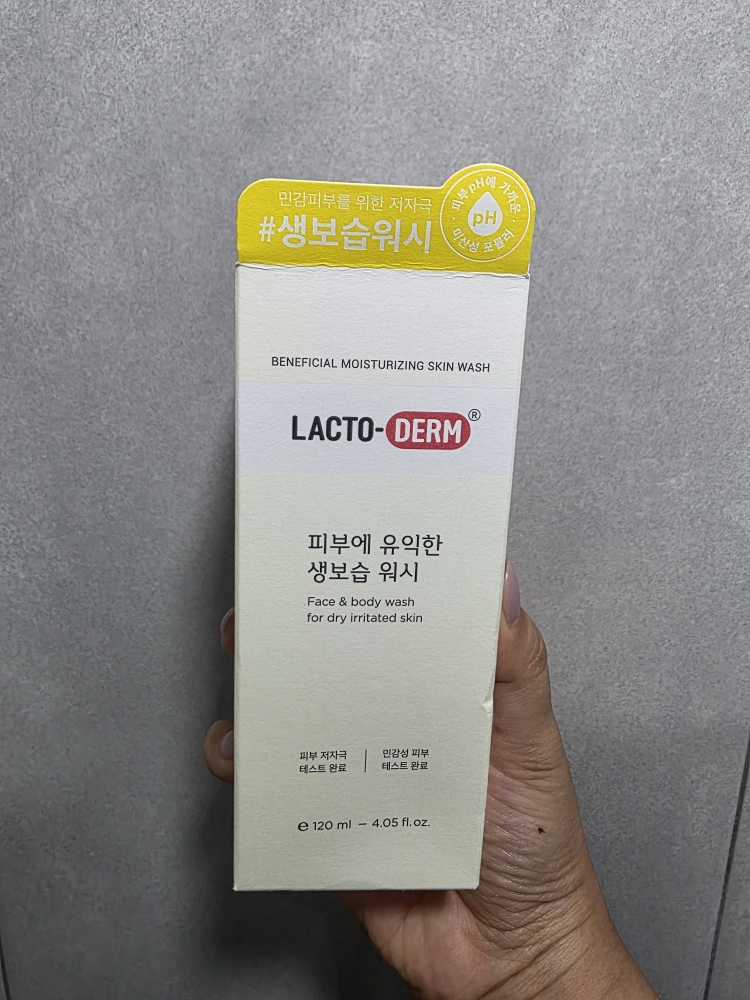 민감피부를 위한 저자극
#생보습워시
피부 pH에 가까운
pH
미산성 포뮬러
BENEFICIAL MOISTURIZING SKIN WASH
LACTO-DERM®
피부에 유익한
생보습 워시
Face & body wash
for dry irritated skin
피부 저자극
테스트 완료
민감성 피부
테스트 완료
℮ 120 ml – 4.05 fl. oz.